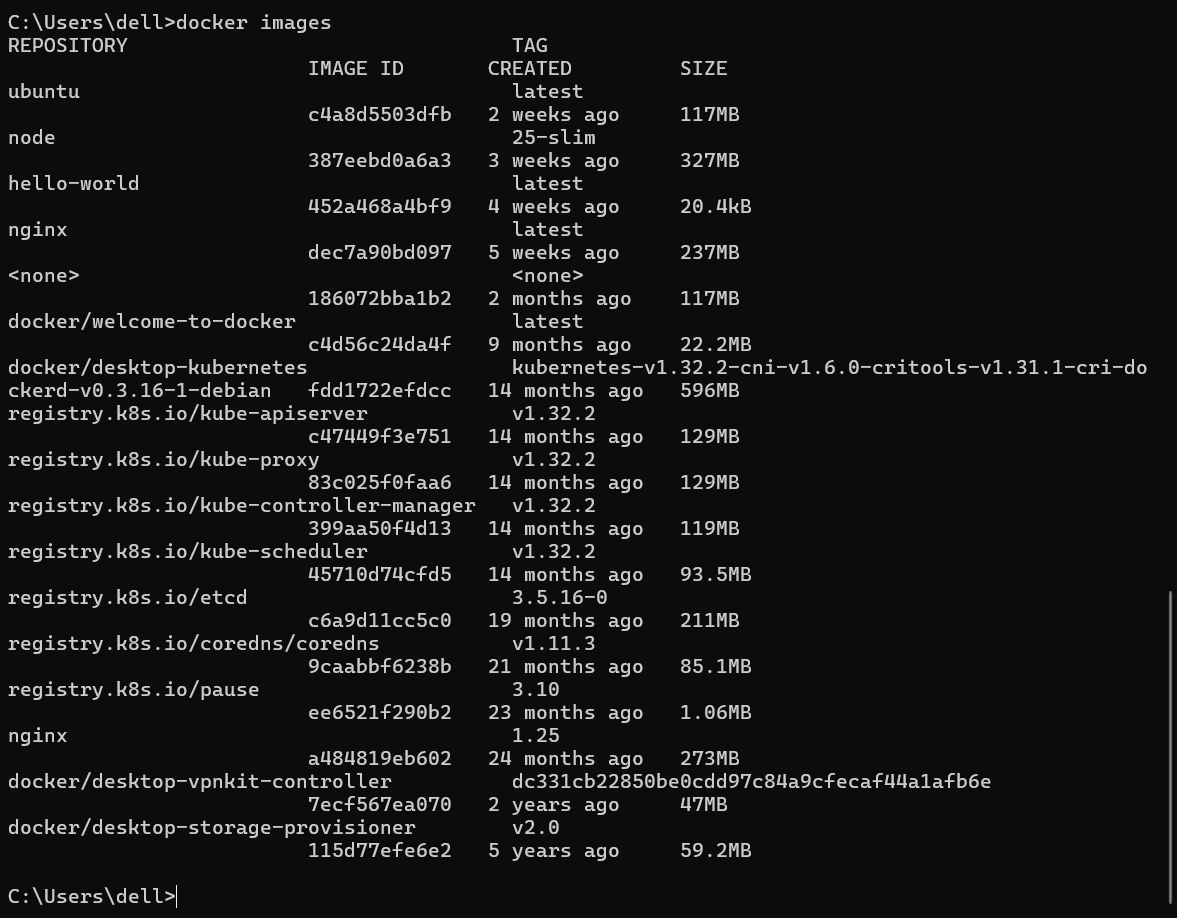 C:\Users\dell>docker images
REPOSITORY                                TAG
                         IMAGE ID       CREATED         SIZE
ubuntu                                    latest
                         c4a8d5503dfb   2 weeks ago     117MB
node                                      25-slim
                         387eebd0a6a3   3 weeks ago     327MB
hello-world                               latest
                         452a468a4bf9   4 weeks ago     20.4kB
nginx                                     latest
                         dec7a90bd097   5 weeks ago     237MB
<none>                                    <none>
                         186072bba1b2   2 months ago    117MB
docker/welcome-to-docker                  latest
                         c4d56c24da4f   9 months ago    22.2MB
docker/desktop-kubernetes                 kubernetes-v1.32.2-cni-v1.6.0-critools-v1.31.1-cri-do
ckerd-v0.3.16-1-debian   fdd1722efdcc   14 months ago   596MB
registry.k8s.io/kube-apiserver            v1.32.2
                         c47449f3e751   14 months ago   129MB
registry.k8s.io/kube-proxy                v1.32.2
                         83c025f0faa6   14 months ago   129MB
registry.k8s.io/kube-controller-manager   v1.32.2
                         399aa50f4d13   14 months ago   119MB
registry.k8s.io/kube-scheduler            v1.32.2
                         45710d74cfd5   14 months ago   93.5MB
registry.k8s.io/etcd                      3.5.16-0
                         c6a9d11cc5c0   19 months ago   211MB
registry.k8s.io/coredns/coredns           v1.11.3
                         9caabbf6238b   21 months ago   85.1MB
registry.k8s.io/pause                     3.10
                         ee6521f290b2   23 months ago   1.06MB
nginx                                     1.25
                         a484819eb602   24 months ago   273MB
docker/desktop-vpnkit-controller          dc331cb22850be0cdd97c84a9cfecaf44a1afb6e
                         7ecf567ea070   2 years ago     47MB
docker/desktop-storage-provisioner        v2.0
                         115d77efe6e2   5 years ago     59.2MB
C:\Users\dell>